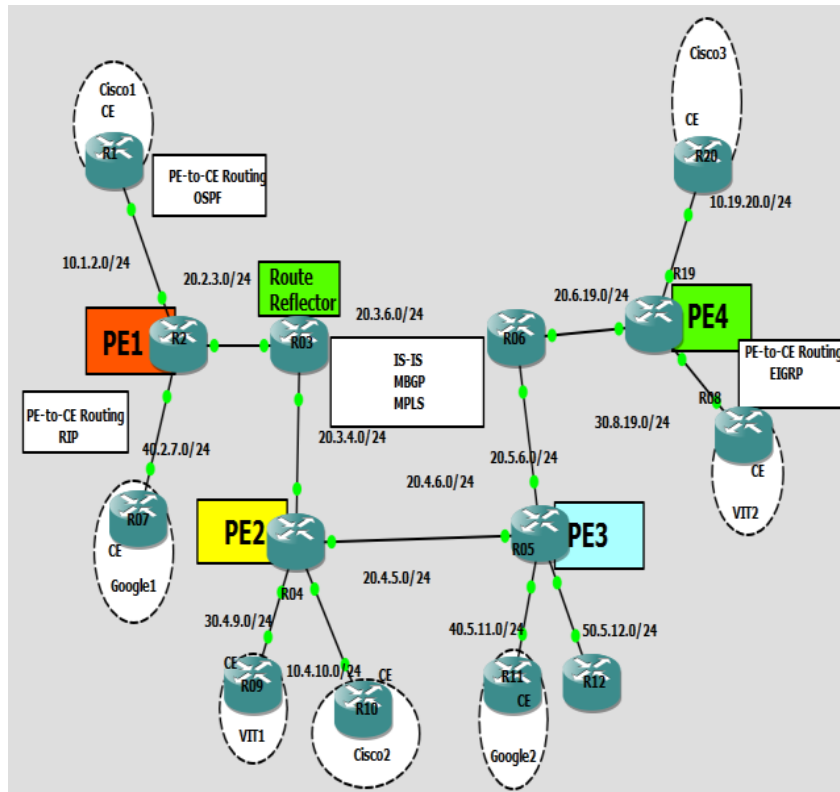 Cisco1
CE
R1
PE-to-CE Routing
OSPF
10.1.2.0/24
20.2.3.0/24
Route
Reflector
PE1
R2
R03
20.3.6.0/24
IS-IS
MBGP
MPLS
PE-to-CE Routing
RIP
40.2.7.0/24
R07
CE
Google1
20.3.4.0/24
PE2
R04
20.4.5.0/24
30.4.9.0/24
CE
R09
VIT1
10.4.10.0/24
CE
R10
Cisco2
Cisco3
CE
R20
10.19.20.0/24
R19
20.6.19.0/24
PE4
R06
PE-to-CE Routing
EIGRP
R08
30.8.19.0/24
CE
VIT2
20.5.6.0/24
20.4.6.0/24
R05
PE3
40.5.11.0/24
50.5.12.0/24
R11
CE
R12
Google2